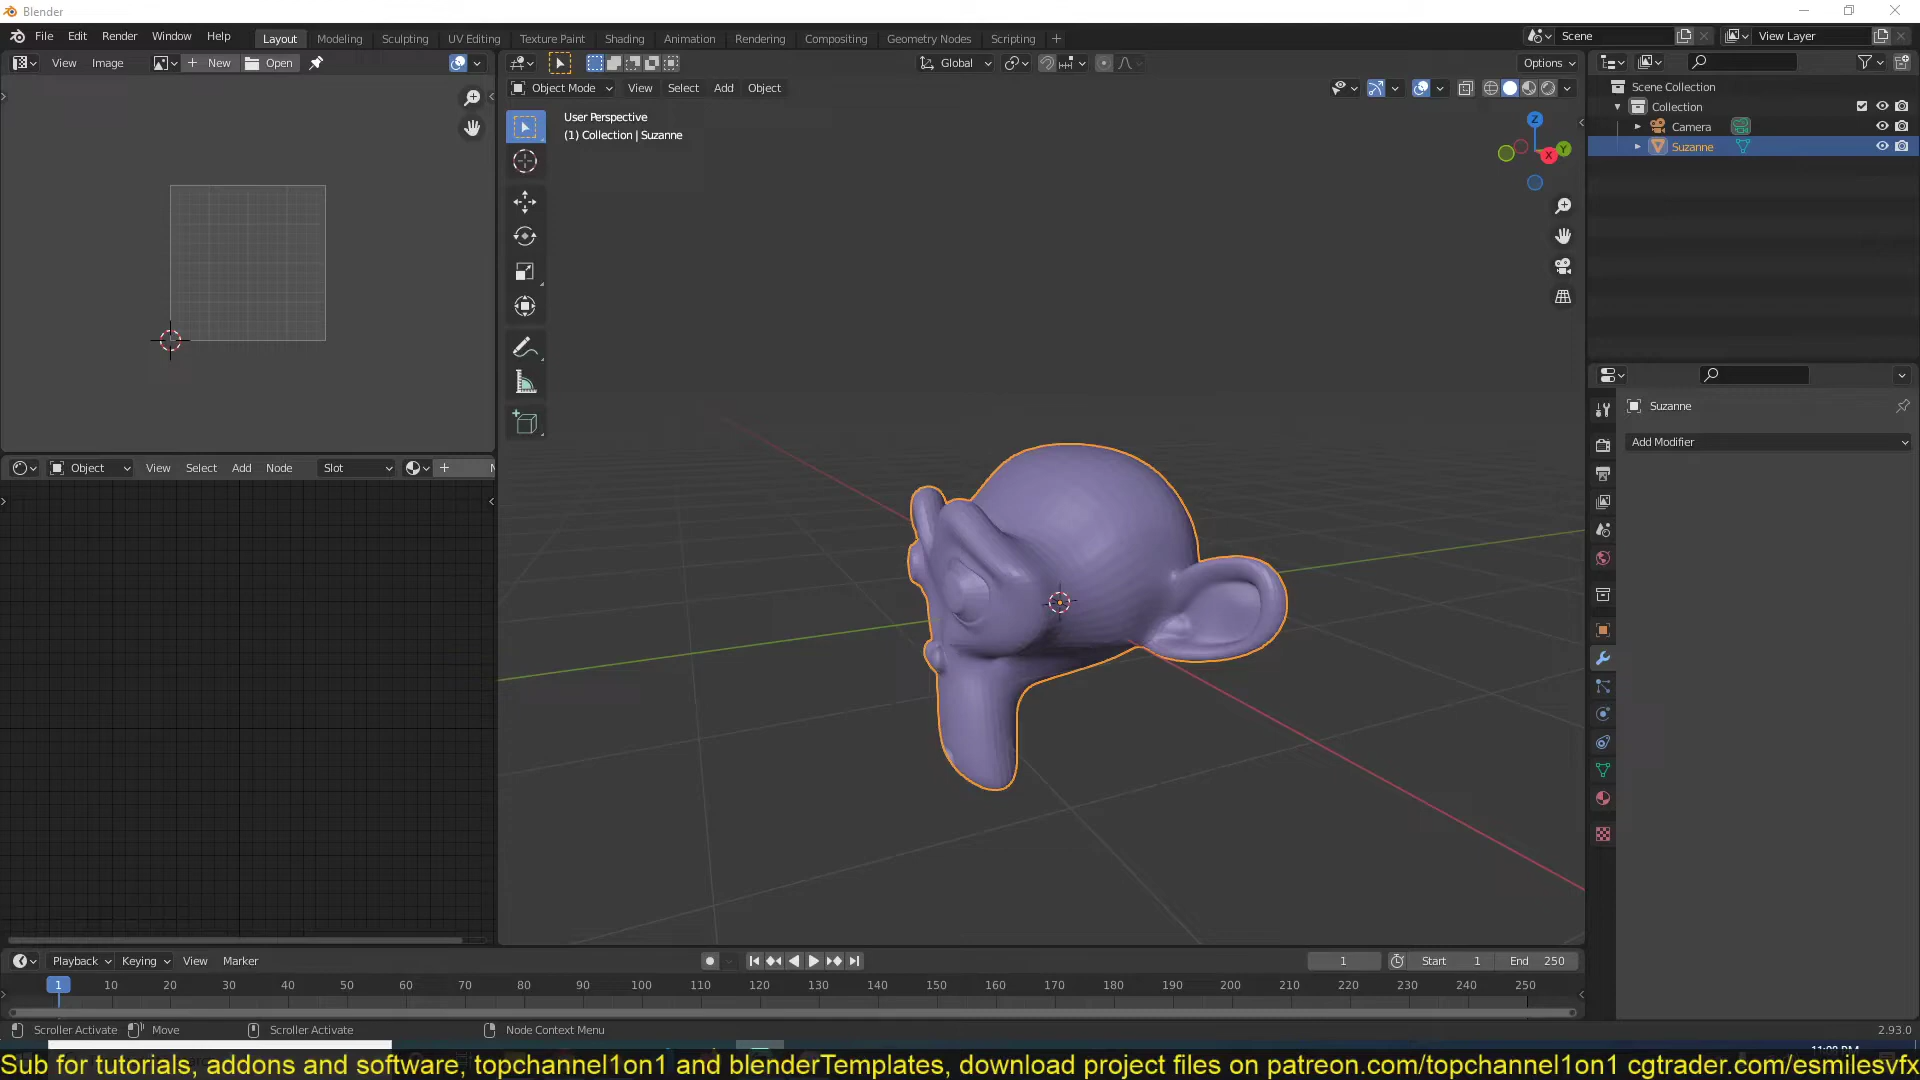 Blender
File Edit Render Window Help Layout Modeling Sculpting UV Editing Texture Paint Shading Animation Rendering Compositing Geometry Nodes Scripting Scene View Layer
View Image New Open Global Options
Object Mode View Select Add Object
User Perspective
(1) Collection | Suzanne
Z
X
Y
Scene Collection
Collection
Camera
Suzanne
Suzanne
Add Modifier
Object View Select Add Node Slot
Playback Keying View Marker 1 Start 1 End 250
1 10 20 30 40 50 60 70 80 90 100 110 120 130 140 150 160 170 180 190 200 210 220 230 240 250
Scroller Activate Move Scroller Activate Node Context Menu 2.93.0
Sub for tutorials, addons and software, topchannel1on1 and blenderTemplates, download project files on patreon.com/topchannel1on1 cgtrader.com/esmilesvfx